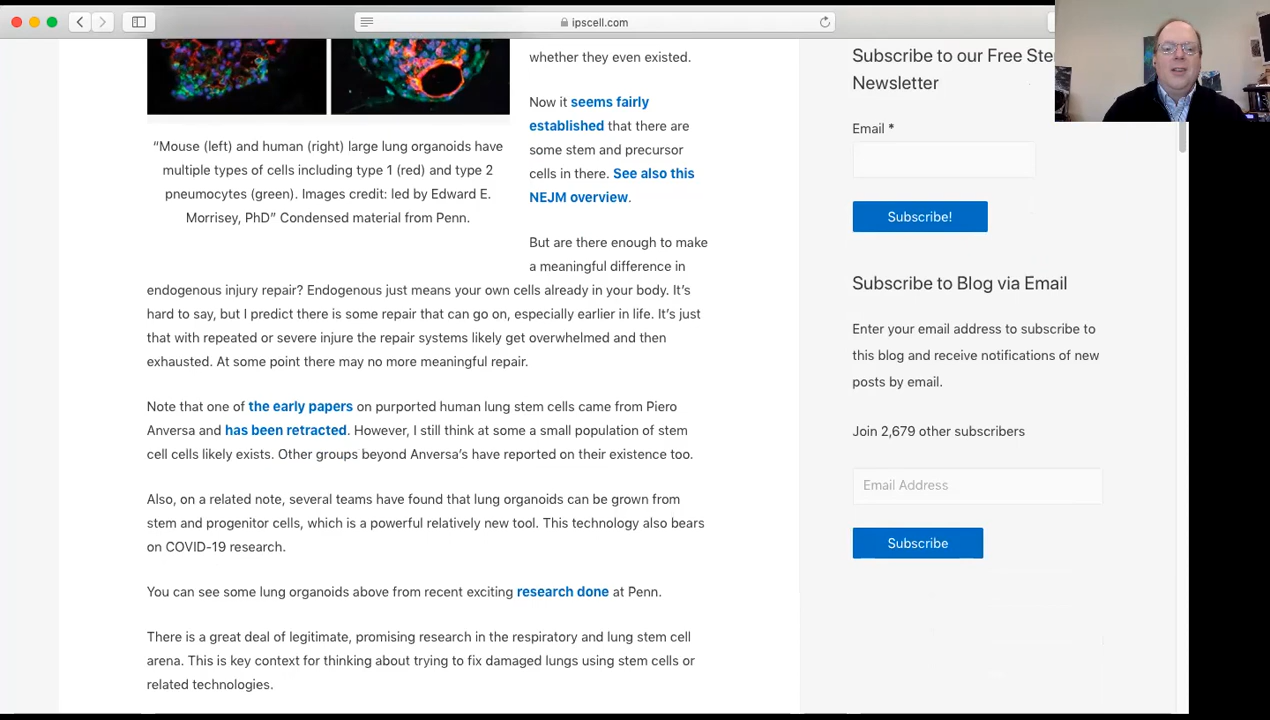 ipscell.com
whether they even existed.
Now it seems fairly
established that there are
some stem and precursor
cells in there. See also this
NEJM overview.
“Mouse (left) and human (right) large lung organoids have
multiple types of cells including type 1 (red) and type 2
pneumocytes (green). Images credit: led by Edward E.
Morrisey, PhD” Condensed material from Penn.
But are there enough to make
a meaningful difference in
endogenous injury repair? Endogenous just means your own cells already in your body. It’s
hard to say, but I predict there is some repair that can go on, especially earlier in life. It’s just
that with repeated or severe injure the repair systems likely get overwhelmed and then
exhausted. At some point there may no more meaningful repair.
Note that one of the early papers on purported human lung stem cells came from Piero
Anversa and has been retracted. However, I still think at some a small population of stem
cell cells likely exists. Other groups beyond Anversa’s have reported on their existence too.
Also, on a related note, several teams have found that lung organoids can be grown from
stem and progenitor cells, which is a powerful relatively new tool. This technology also bears
on COVID-19 research.
You can see some lung organoids above from recent exciting research done at Penn.
There is a great deal of legitimate, promising research in the respiratory and lung stem cell
arena. This is key context for thinking about trying to fix damaged lungs using stem cells or
related technologies.
Subscribe to our Free Ste
Newsletter
Email *
Subscribe!
Subscribe to Blog via Email
Enter your email address to subscribe to
this blog and receive notifications of new
posts by email.
Join 2,679 other subscribers
Email Address
Subscribe